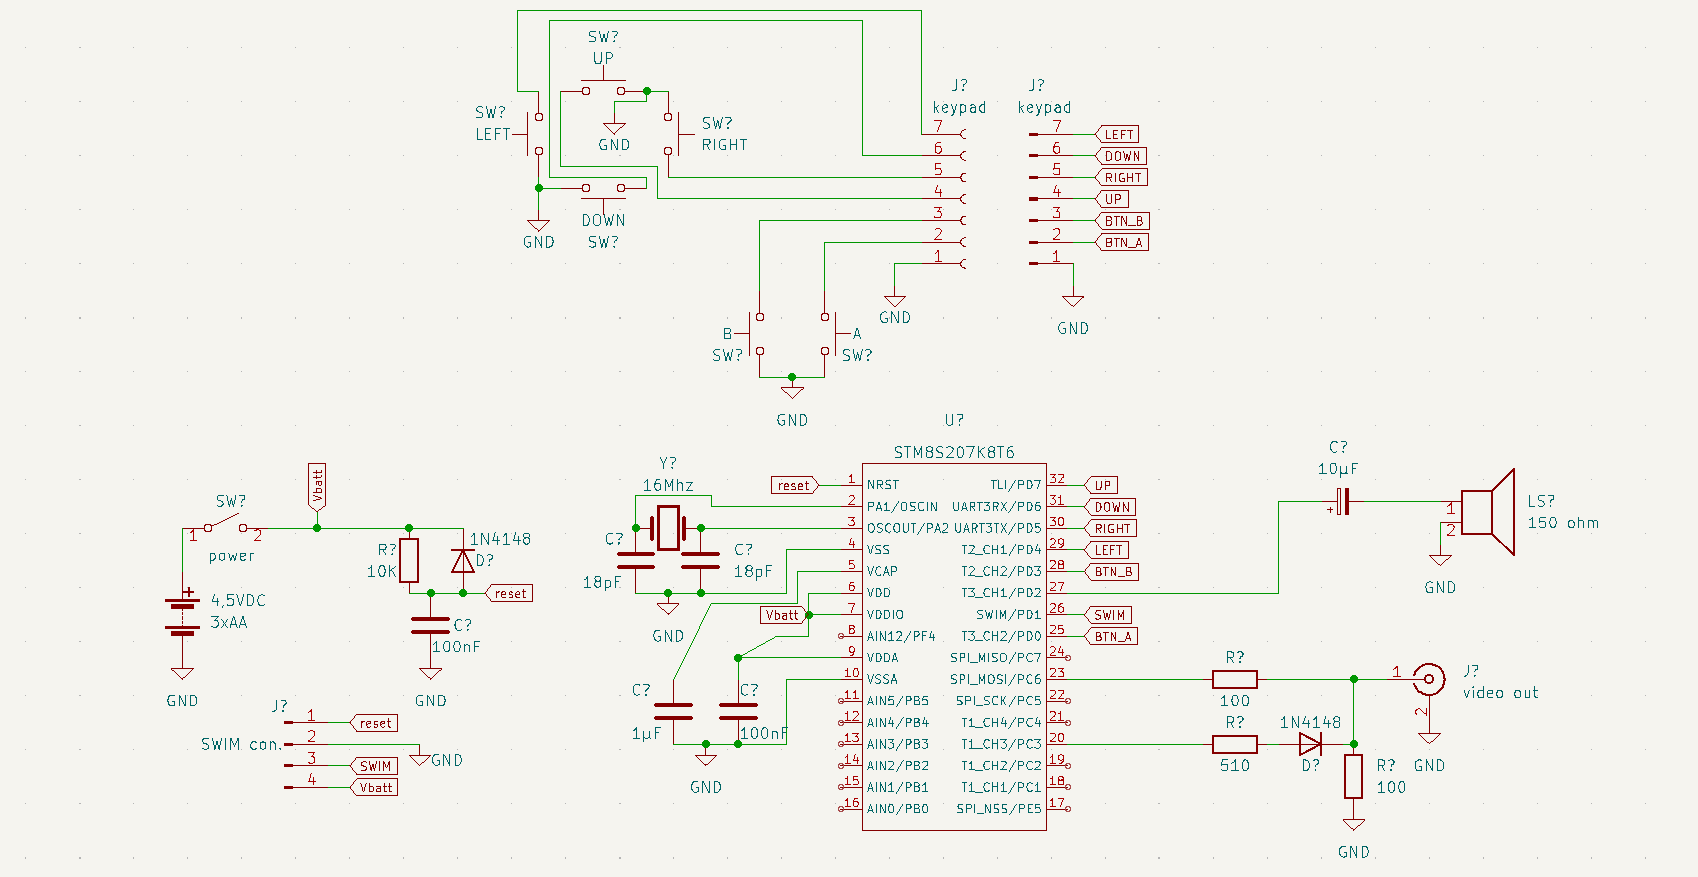 SW?
UP
SW?
LEFT
GND
SW?
RIGHT
DOWN
SW?
GND
J?
keypad
7
6
5
4
3
2
1
GND
J?
keypad
7
LEFT
6
DOWN
5
RIGHT
4
UP
3
BTN_B
2
BTN_A
1
GND
B
SW?
A
SW?
GND
Vbatt
SW?
1
2
power
+
4,5VDC
3xAA
GND
R?
10K
1N4148
D?
reset
C?
100nF
GND
J?
SWIM con.
1
reset
2
GND
3
SWIM
4
Vbatt
Y?
16Mhz
C?
18pF
C?
18pF
GND
reset
Vbatt
C?
1µF
C?
100nF
GND
U?
STM8S207K8T6
1
NRST
2
PA1/OSCIN
3
OSCOUT/PA2
4
VSS
5
VCAP
6
VDD
7
VDDIO
8
AIN12/PF4
9
VDDA
10
VSSA
11
AIN5/PB5
12
AIN4/PB4
13
AIN3/PB3
14
AIN2/PB2
15
AIN1/PB1
16
AIN0/PB0
TLI/PD7
32
UP
UART3RX/PD6
31
DOWN
UART3TX/PD5
30
RIGHT
T2_CH1/PD4
29
LEFT
T2_CH2/PD3
28
BTN_B
T3_CH1/PD2
27
SWIM/PD1
26
SWIM
T3_CH2/PD0
25
BTN_A
SPI_MISO/PC7
24
SPI_MOSI/PC6
23
SPI_SCK/PC5
22
T1_CH4/PC4
21
T1_CH3/PC3
20
T1_CH2/PC2
19
T1_CH1/PC1
18
SPI_NSS/PE5
17
C?
10µF
+
1
2
LS?
150 ohm
GND
R?
100
R?
510
1N4148
D?
R?
100
GND
1
2
J?
video out
GND